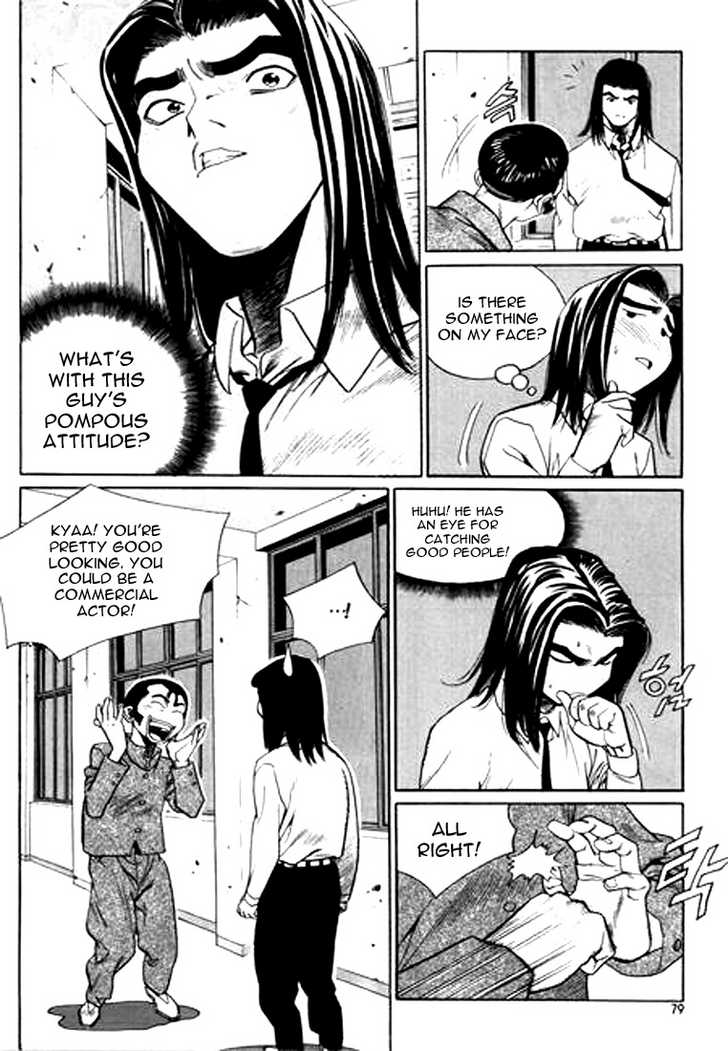 WHAT'S
WITH THIS
GUY'S
POMPOUS
ATTITUDE?
IS THERE
SOMETHING
ON MY FACE?
KYAA! YOU'RE
PRETTY GOOD
LOOKING. YOU
COULD BE A
COMMERCIAL
ACTOR!
...!
HUHU! HE HAS
AN EYE FOR
CATCHING
GOOD PEOPLE!
ALL
RIGHT!
탁
79